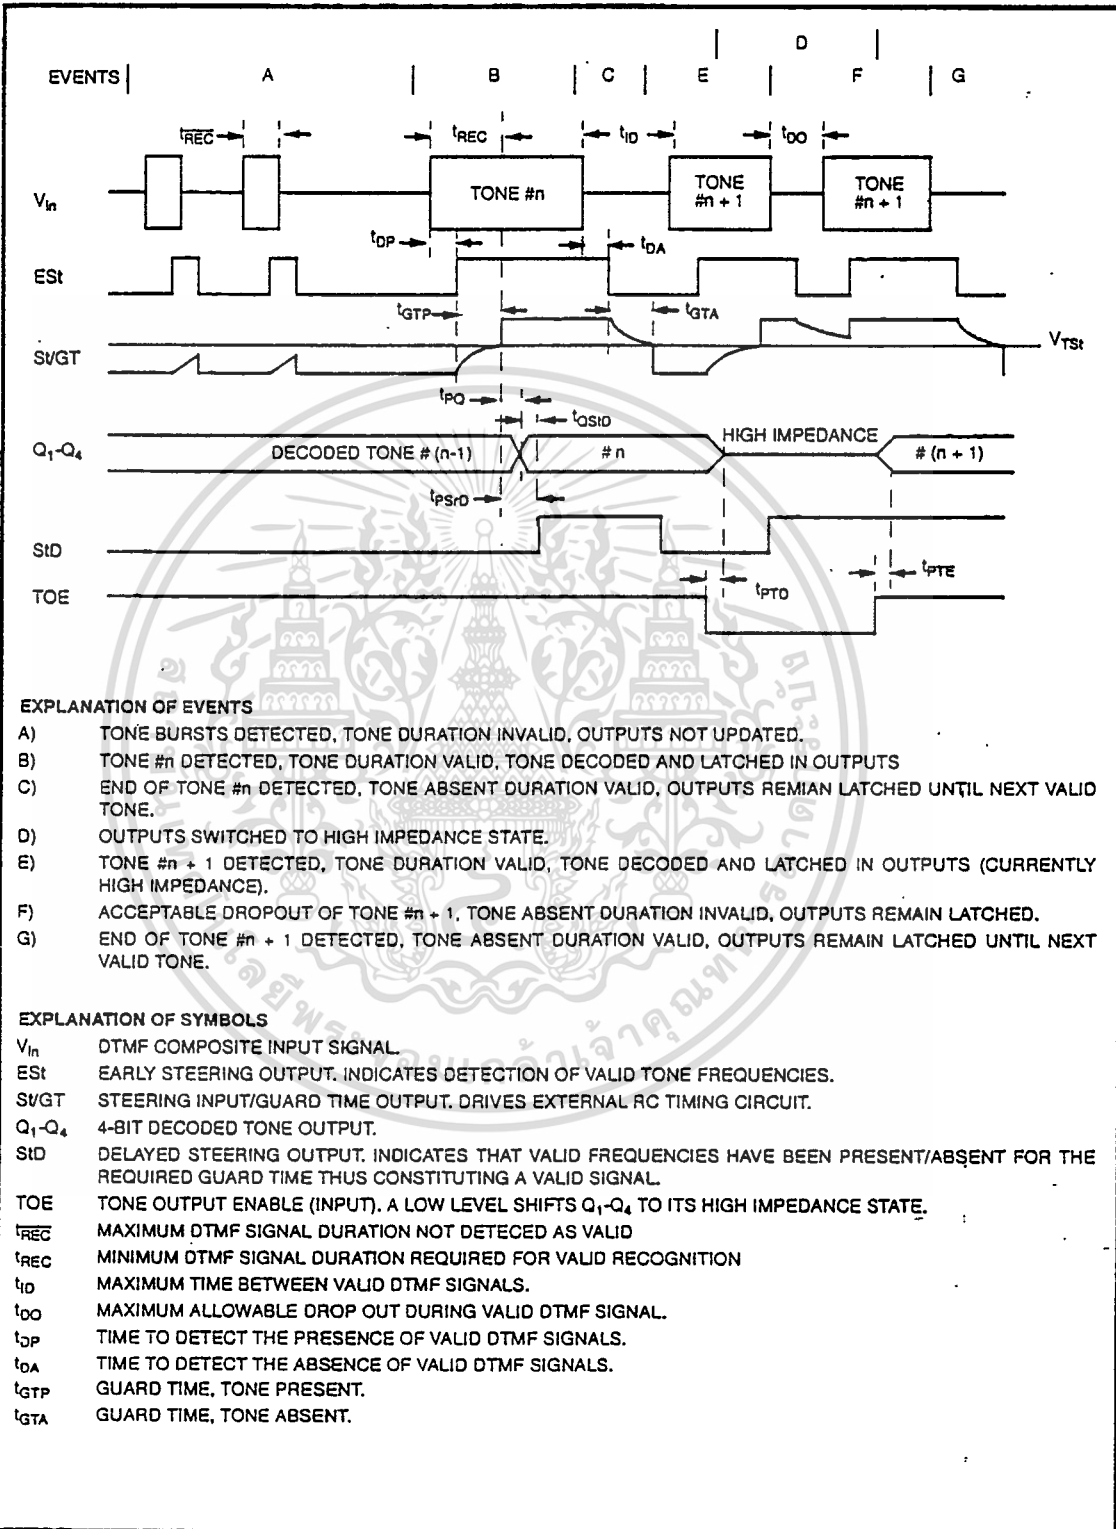 D
EVENTS A B C E F G
tREC tREC tID tDO
Vin TONE #n TONE #n + 1 TONE #n + 1
tDP tDA
ESt
tGTP tGTA
St/GT VTSt
tPQ tQStD
Q1-Q4 DECODED TONE # (n-1) # n HIGH IMPEDANCE # (n + 1)
tPSrD
StD
tPTD tPTE
TOE
EXPLANATION OF EVENTS
A) TONE BURSTS DETECTED, TONE DURATION INVALID, OUTPUTS NOT UPDATED.
B) TONE #n DETECTED, TONE DURATION VALID, TONE DECODED AND LATCHED IN OUTPUTS
C) END OF TONE #n DETECTED, TONE ABSENT DURATION VALID, OUTPUTS REMIAN LATCHED UNTIL NEXT VALID
TONE.
D) OUTPUTS SWITCHED TO HIGH IMPEDANCE STATE.
E) TONE #n + 1 DETECTED, TONE DURATION VALID, TONE DECODED AND LATCHED IN OUTPUTS (CURRENTLY
HIGH IMPEDANCE).
F) ACCEPTABLE DROPOUT OF TONE #n + 1, TONE ABSENT DURATION INVALID, OUTPUTS REMAIN LATCHED.
G) END OF TONE #n + 1 DETECTED, TONE ABSENT DURATION VALID, OUTPUTS REMAIN LATCHED UNTIL NEXT
VALID TONE.
EXPLANATION OF SYMBOLS
Vin DTMF COMPOSITE INPUT SIGNAL.
ESt EARLY STEERING OUTPUT. INDICATES DETECTION OF VALID TONE FREQUENCIES.
St/GT STEERING INPUT/GUARD TIME OUTPUT. DRIVES EXTERNAL RC TIMING CIRCUIT.
Q1-Q4 4-BIT DECODED TONE OUTPUT.
StD DELAYED STEERING OUTPUT. INDICATES THAT VALID FREQUENCIES HAVE BEEN PRESENT/ABSENT FOR THE
REQUIRED GUARD TIME THUS CONSTITUTING A VALID SIGNAL.
TOE TONE OUTPUT ENABLE (INPUT). A LOW LEVEL SHIFTS Q1-Q4 TO ITS HIGH IMPEDANCE STATE.
tREC MAXIMUM DTMF SIGNAL DURATION NOT DETECED AS VALID
tREC MINIMUM DTMF SIGNAL DURATION REQUIRED FOR VALID RECOGNITION
tID MAXIMUM TIME BETWEEN VALID DTMF SIGNALS.
tDO MAXIMUM ALLOWABLE DROP OUT DURING VALID DTMF SIGNAL.
tDP TIME TO DETECT THE PRESENCE OF VALID DTMF SIGNALS.
tDA TIME TO DETECT THE ABSENCE OF VALID DTMF SIGNALS.
tGTP GUARD TIME, TONE PRESENT.
tGTA GUARD TIME, TONE ABSENT.